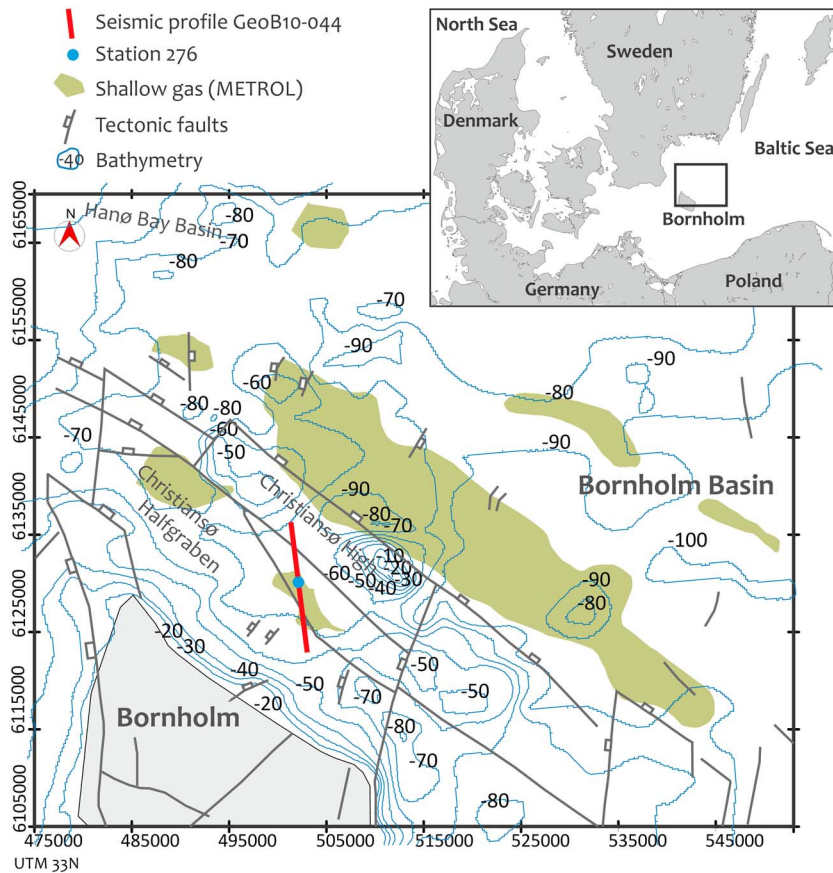 Seismic profile GeoB10-044
Station 276
Shallow gas (METROL)
Tectonic faults
-40 Bathymetry
North Sea
Sweden
Denmark
Baltic Sea
Bornholm
Germany
Poland
N
Hanø Bay Basin
-80
-70
-80
-70
-90
-90
-60
-80
-80
-80
-60
-90
-70
-50
Bornholm Basin
Christiansø
Halfgraben
Christiansø High
-90
-80
-70
-100
-10
-20
-30
-60
-50
-40
-90
-80
-20
-30
-40
-50
-20
-50
-70
-50
-80
-70
-80
Bornholm
6165000
6155000
6145000
6135000
6125000
6115000
6105000
475000
485000
495000
505000
515000
525000
535000
545000
UTM 33N